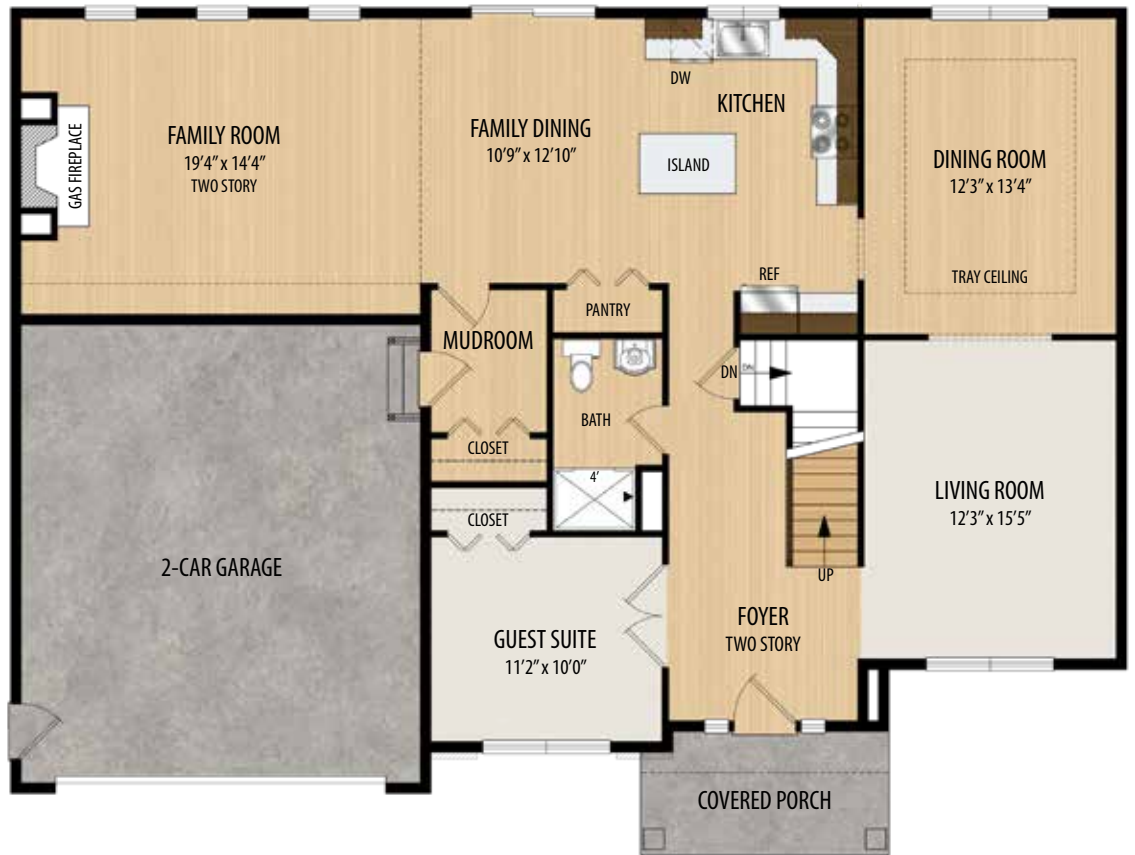 DW
KITCHEN
FAMILY ROOM
19'4" x 14'4"
TWO STORY
GAS FIREPLACE
FAMILY DINING
10'9" x 12'10"
ISLAND
DINING ROOM
12'3" x 13'4"
TRAY CEILING
REF
PANTRY
MUDROOM
DN
DN
BATH
CLOSET
4'
CLOSET
LIVING ROOM
12'3" x 15'5"
2-CAR GARAGE
UP
FOYER
TWO STORY
GUEST SUITE
11'2" x 10'0"
COVERED PORCH